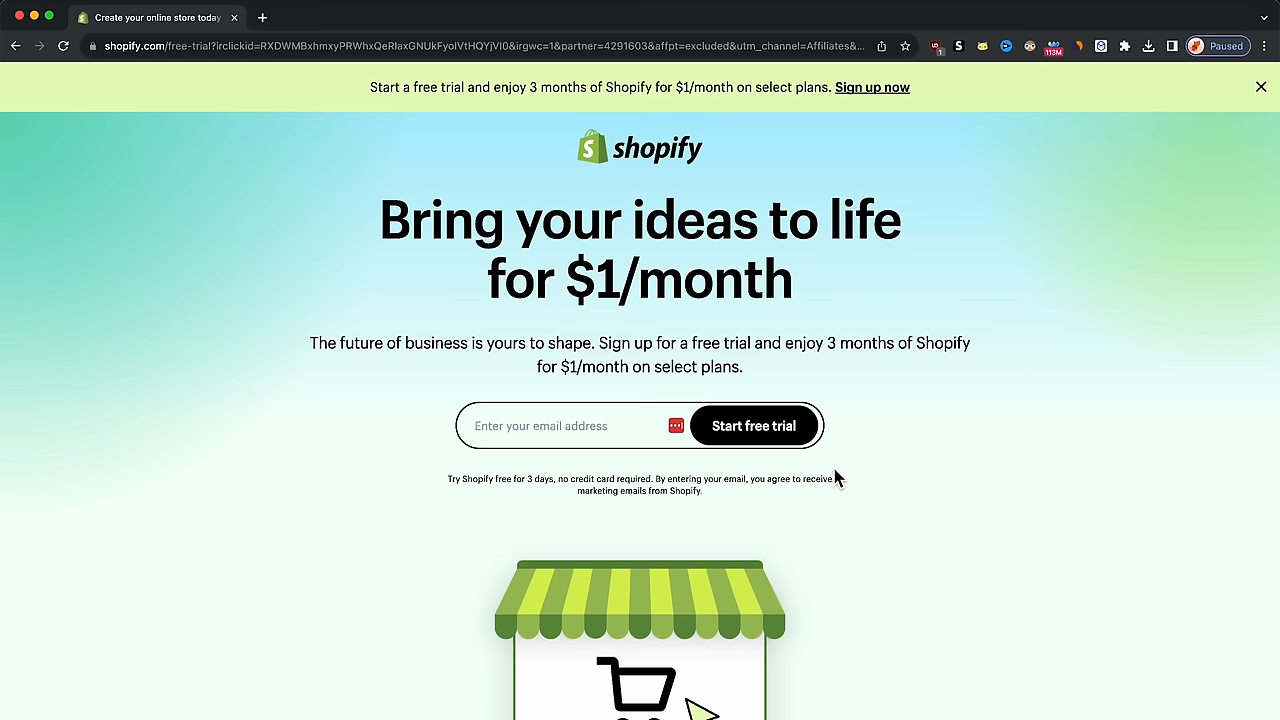 Create your online store today
shopify.com/free-trial?irclickid=RXDWMBxhmxyPRWhxQeRIaxGNUkFyoIVtHQYjVI0&irgwc=1&partner=4291603&affpt=excluded&utm_channel=Affiliates&...
1
S
113M
Paused
Start a free trial and enjoy 3 months of Shopify for $1/month on select plans. Sign up now
shopify
Bring your ideas to life
for $1/month
The future of business is yours to shape. Sign up for a free trial and enjoy 3 months of Shopify
for $1/month on select plans.
Enter your email address
Start free trial
Try Shopify free for 3 days, no credit card required. By entering your email, you agree to receive
marketing emails from Shopify.